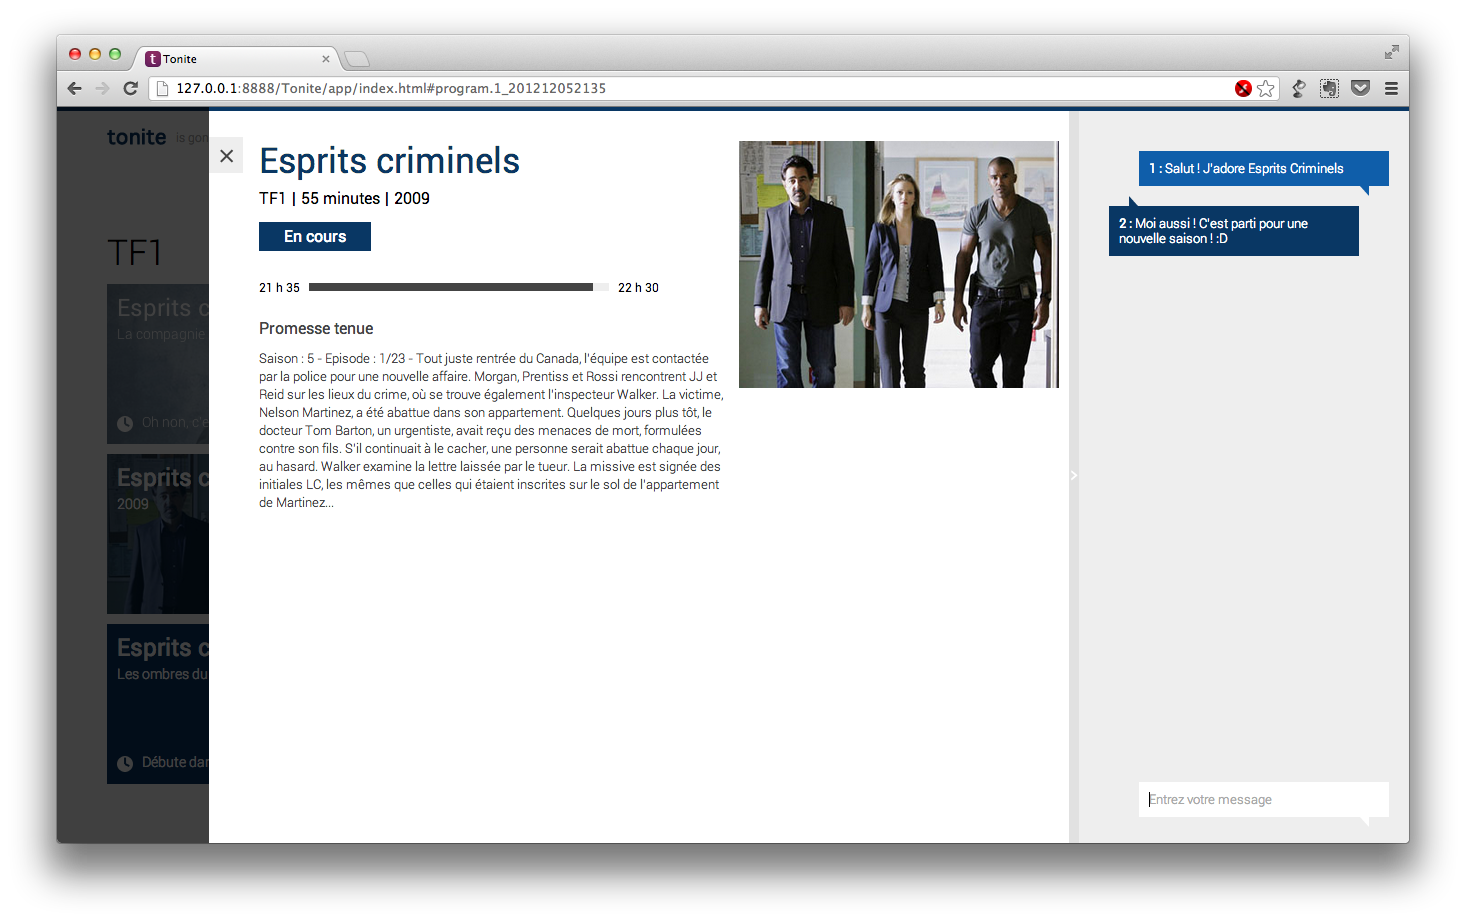 Tonite
127.0.0.1:8888/Tonite/app/index.html#program.1_201212052135
tonite is gon
TF1
Esprits c
La compagnie
Oh non, c'e
Esprits c
2009
Esprits c
Les ombres du
Débute dan
Esprits criminels
TF1 | 55 minutes | 2009
En cours
21 h 35
22 h 30
Promesse tenue
Saison : 5 - Episode : 1/23 - Tout juste rentrée du Canada, l'équipe est contactée
par la police pour une nouvelle affaire. Morgan, Prentiss et Rossi rencontrent JJ et
Reid sur les lieux du crime, où se trouve également l'inspecteur Walker. La victime,
Nelson Martinez, a été abattue dans son appartement. Quelques jours plus tôt, le
docteur Tom Barton, un urgentiste, avait reçu des menaces de mort, formulées
contre son fils. S'il continuait à le cacher, une personne serait abattue chaque jour,
au hasard. Walker examine la lettre laissée par le tueur. La missive est signée des
initiales LC, les mêmes que celles qui étaient inscrites sur le sol de l'appartement
de Martinez...
1 : Salut ! J'adore Esprits Criminels
2 : Moi aussi ! C'est parti pour une
nouvelle saison ! :D
Entrez votre message